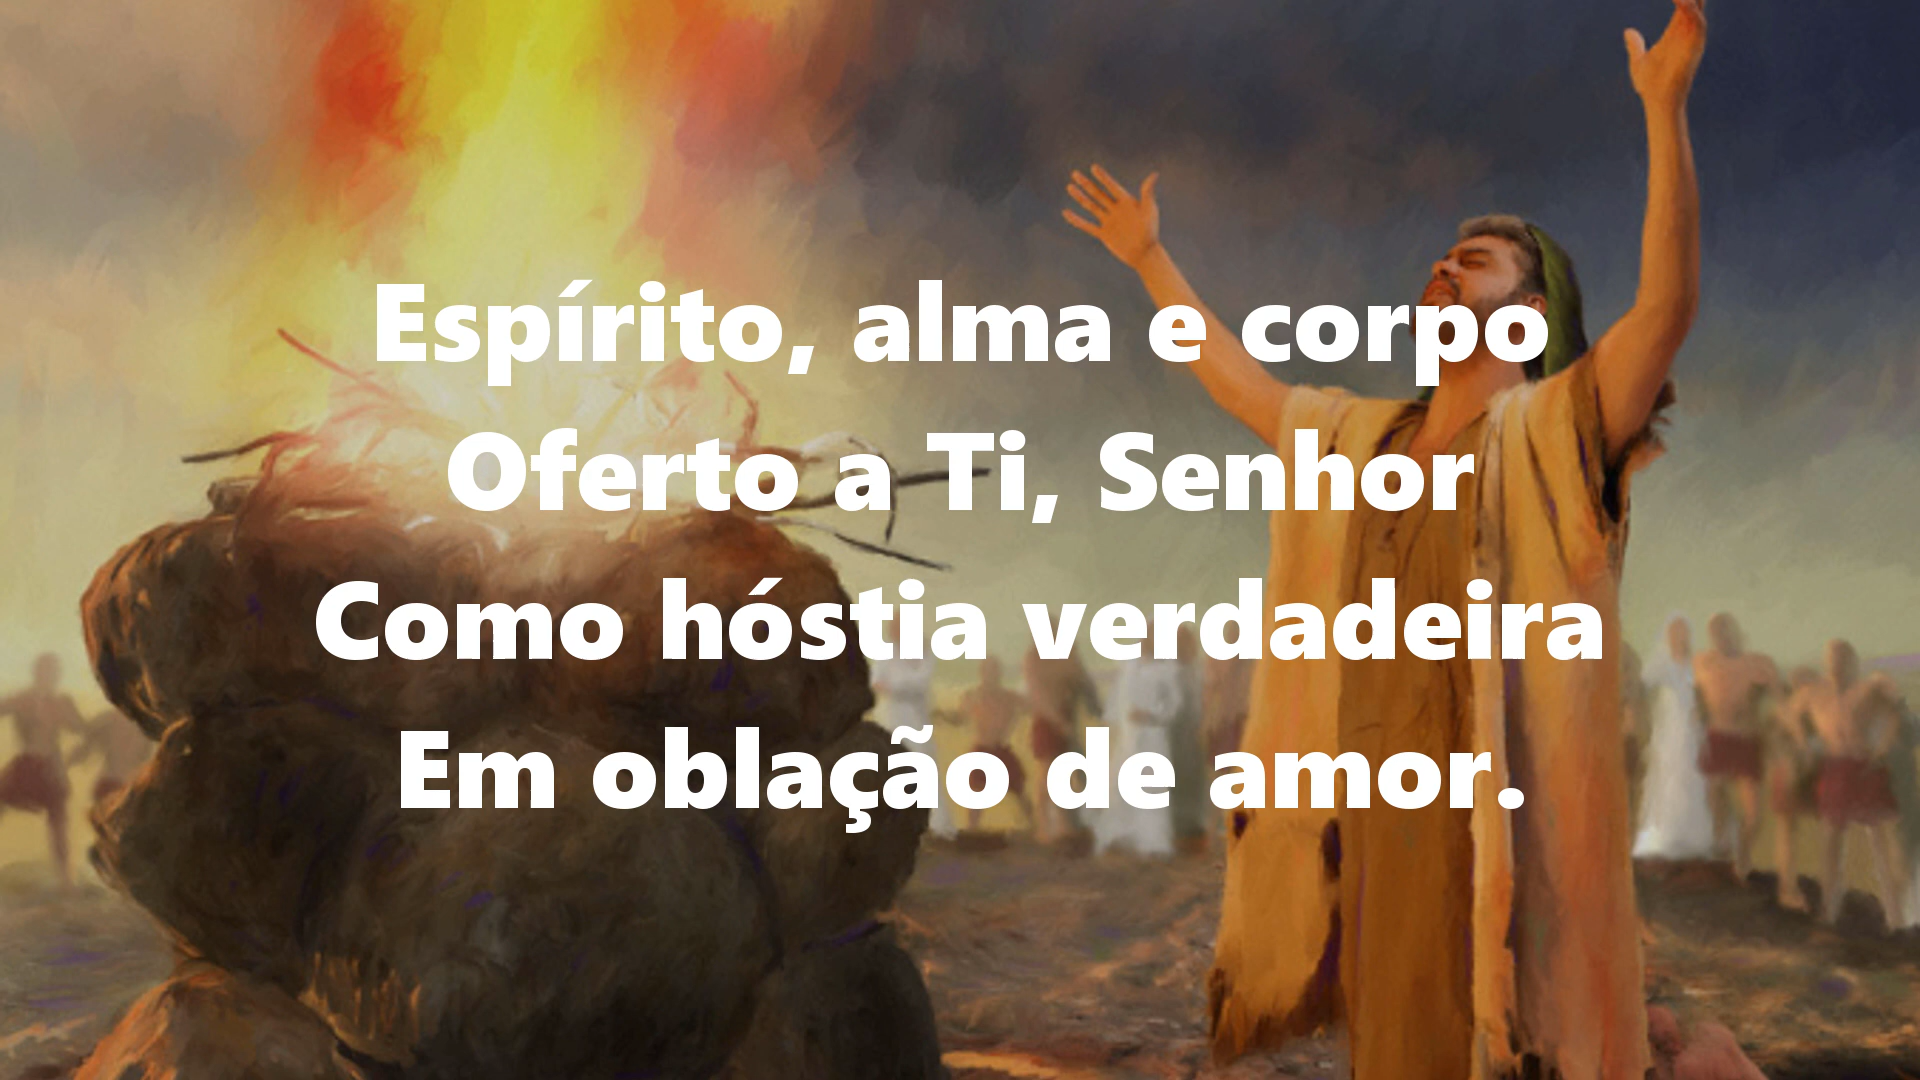 Espírito, alma e corpo
Oferto a Ti, Senhor
Como hóstia verdadeira
Em oblação de amor.